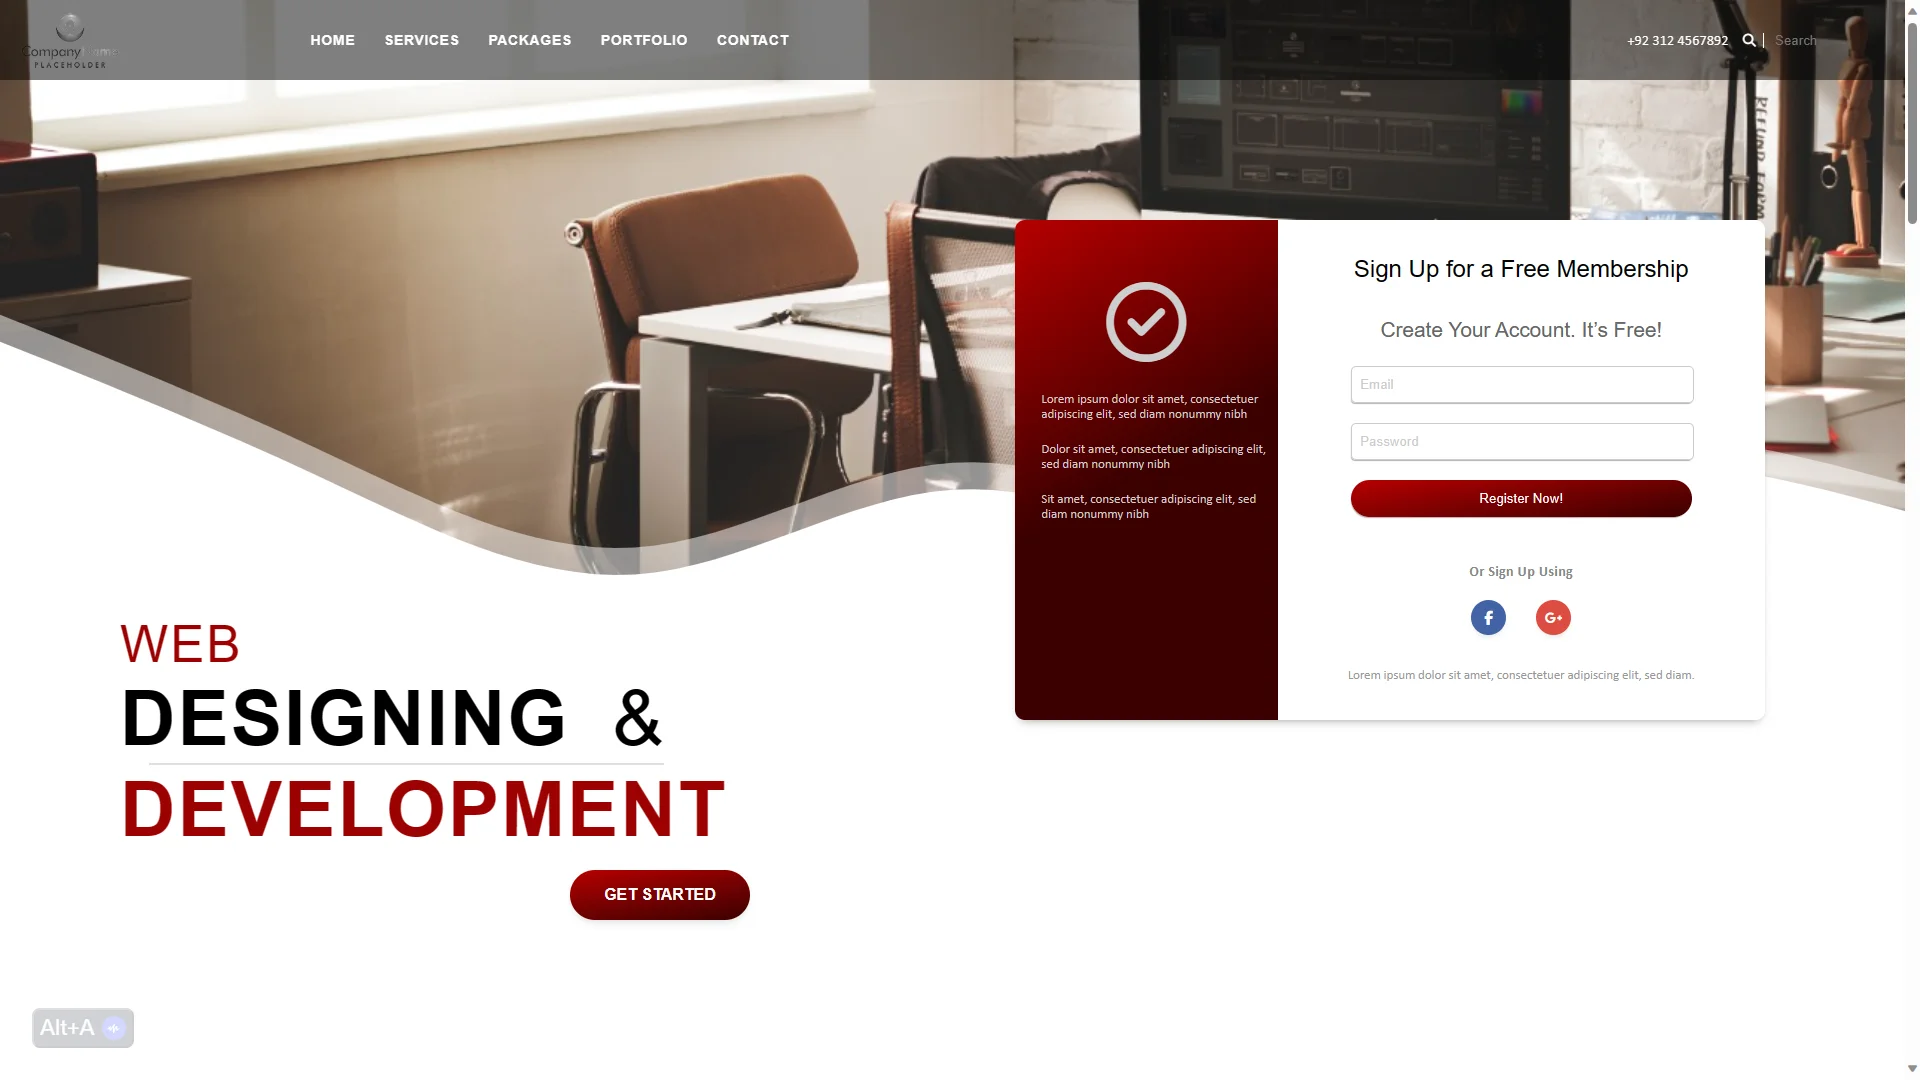 Company
PLACEHOLDER
HOME SERVICES PACKAGES PORTFOLIO CONTACT
+92 312 4567892 | Search
Sign Up for a Free Membership
Create Your Account. It’s Free!
Email
Password
Register Now!
Or Sign Up Using
f G+
Lorem ipsum dolor sit amet, consectetuer adipiscing elit, sed diam.
Lorem ipsum dolor sit amet, consectetuer
adipiscing elit, sed diam nonummy nibh
Dolor sit amet, consectetuer adipiscing elit,
sed diam nonummy nibh
Sit amet, consectetuer adipiscing elit, sed
diam nonummy nibh
WEB
DESIGNING &
DEVELOPMENT
GET STARTED
Alt+A